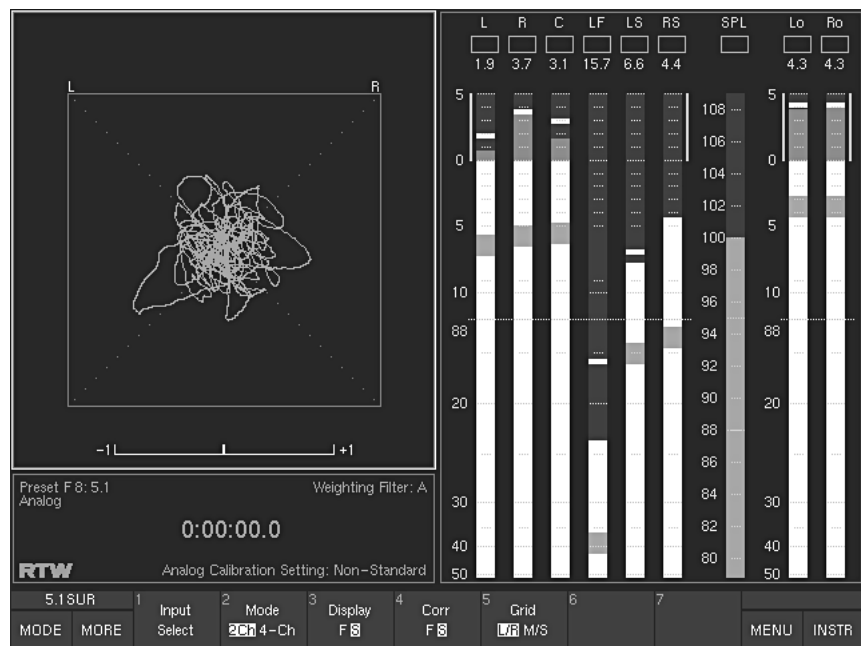 L R C LF LS RS SPL Lo Ro
1.9 3.7 3.1 15.7 6.6 4.4 4.3 4.3
L R
5 108 5
106
0 104 0
102
5 100 5
98
10 96 10
88 94 88
92
20 90 20
88
-1 +1
86
Preset F 8: 5.1 Weighting Filter: A
Analog
84
30 30
0:00:00.0
82
40 80 40
RTW Analog Calibration Setting: Non-Standard
50 50
5.1SUR 1 Input 2 Mode 3 Display 4 Corr 5 Grid 6 7
MODE MORE Select 2Ch 4-Ch F S F S L/R M/S MENU INSTR